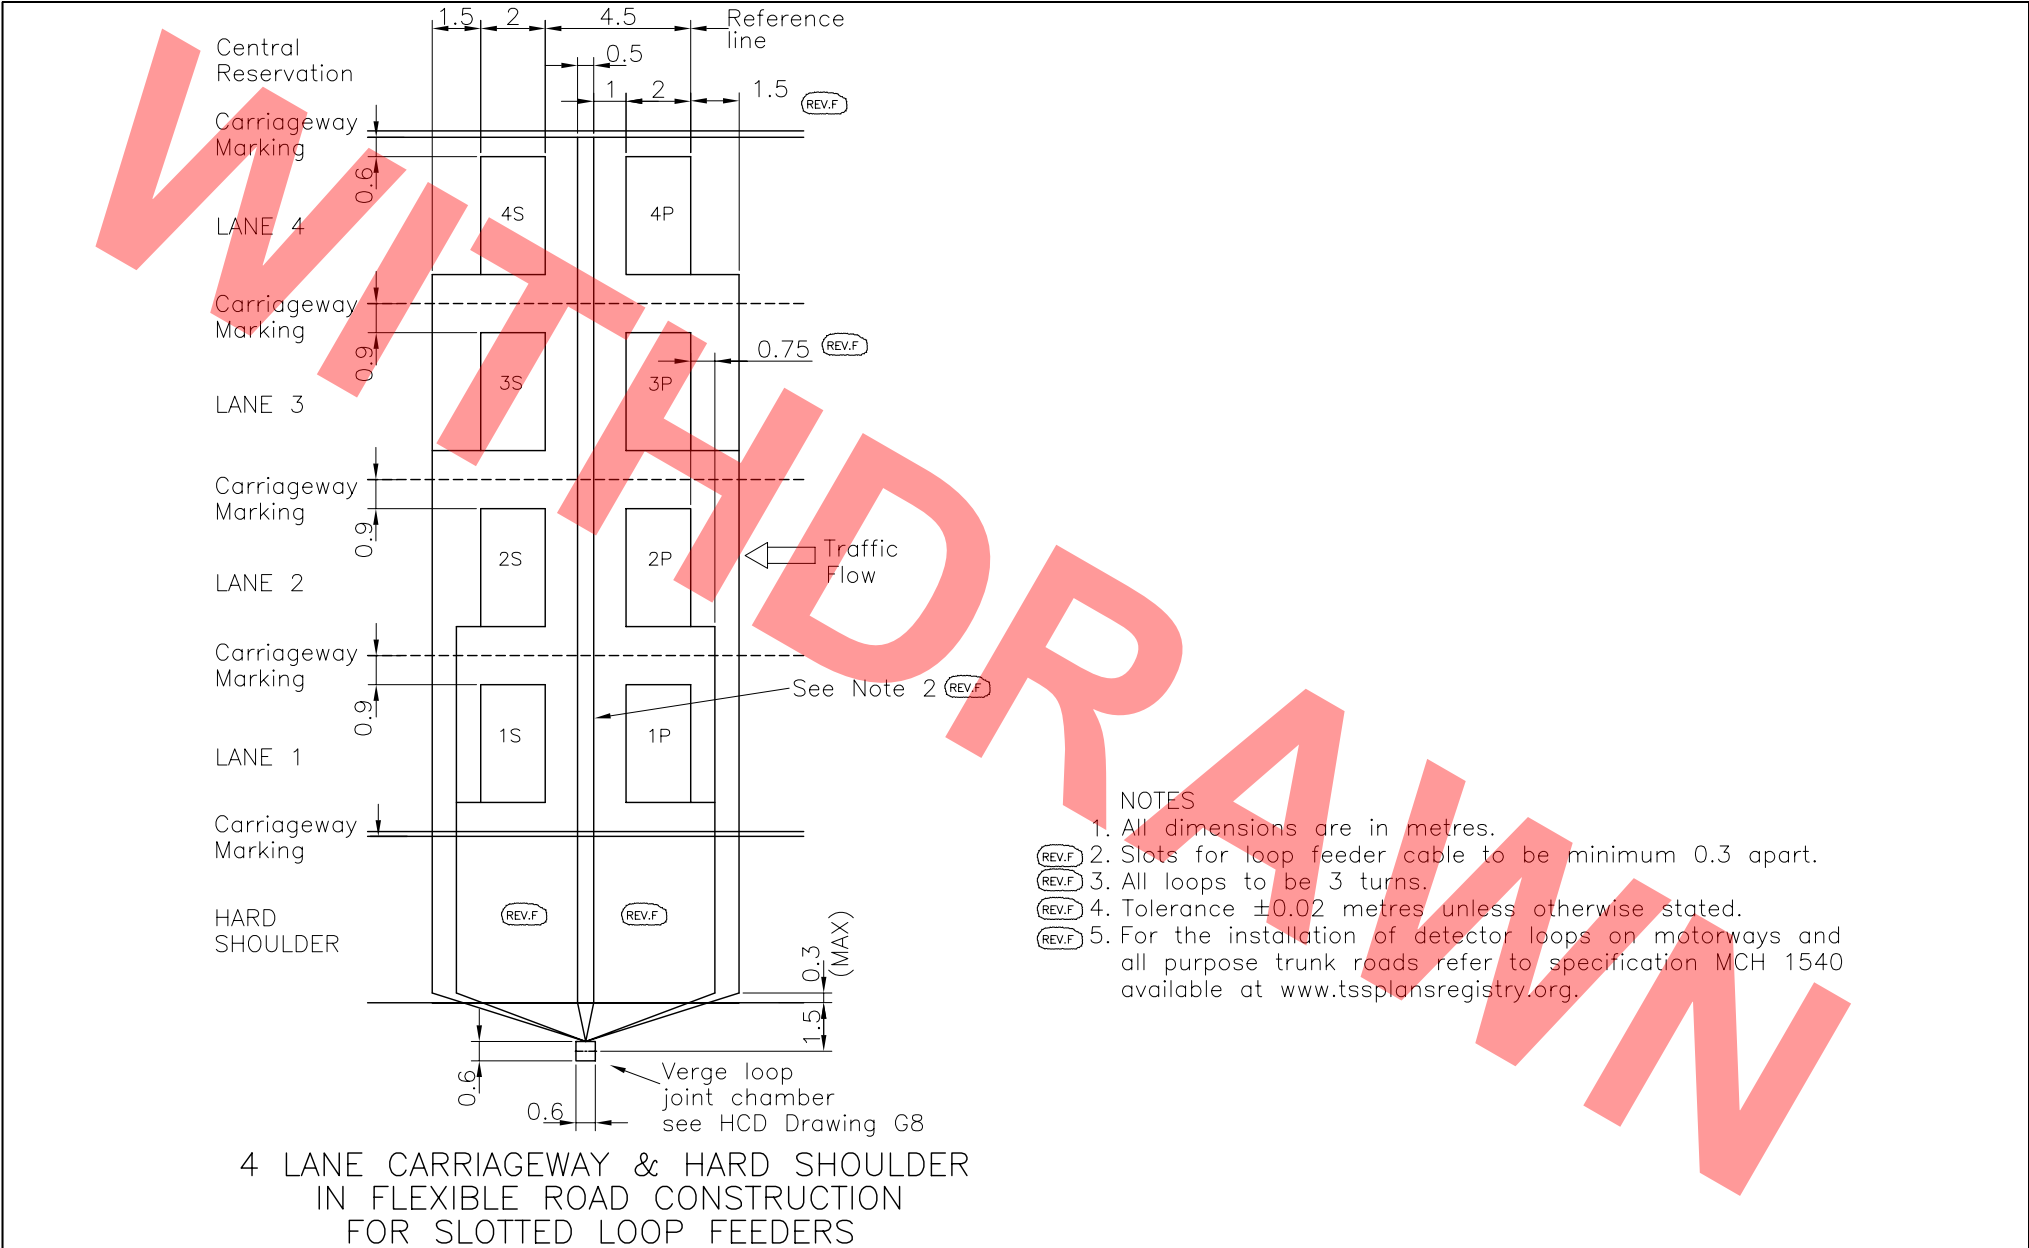 1.5
2
4.5
Reference
line
Central
Reservation
0.5
1
2
1.5
REV.F
Carriageway
Marking
0.6
4S
4P
LANE 4
Carriageway
Marking
0.9
0.75
REV.F
3S
3P
LANE 3
Carriageway
Marking
0.9
2S
2P
Traffic
Flow
LANE 2
Carriageway
Marking
0.9
See Note 2
REV.F
1S
1P
LANE 1
Carriageway
Marking
HARD
SHOULDER
REV.F
REV.F
0.3
(MAX)
1.5
0.6
0.6
Verge loop
joint chamber
see HCD Drawing G8
4 LANE CARRIAGEWAY & HARD SHOULDER
IN FLEXIBLE ROAD CONSTRUCTION
FOR SLOTTED LOOP FEEDERS
NOTES
1. All dimensions are in metres.
REV.F 2. Slots for loop feeder cable to be minimum 0.3 apart.
REV.F 3. All loops to be 3 turns.
REV.F 4. Tolerance ±0.02 metres unless otherwise stated.
REV.F 5. For the installation of detector loops on motorways and
all purpose trunk roads refer to specification MCH 1540
available at www.tssplansregistry.org.
WITHDRAWN